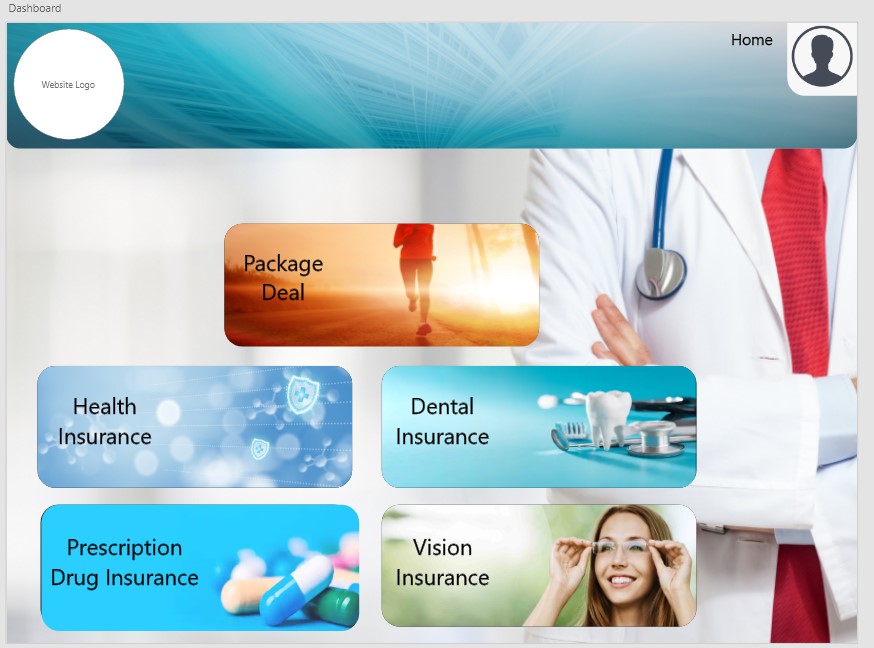 Dashboard
Website Logo
Home
Package
Deal
Health
Insurance
Dental
Insurance
Prescription
Drug Insurance
Vision
Insurance